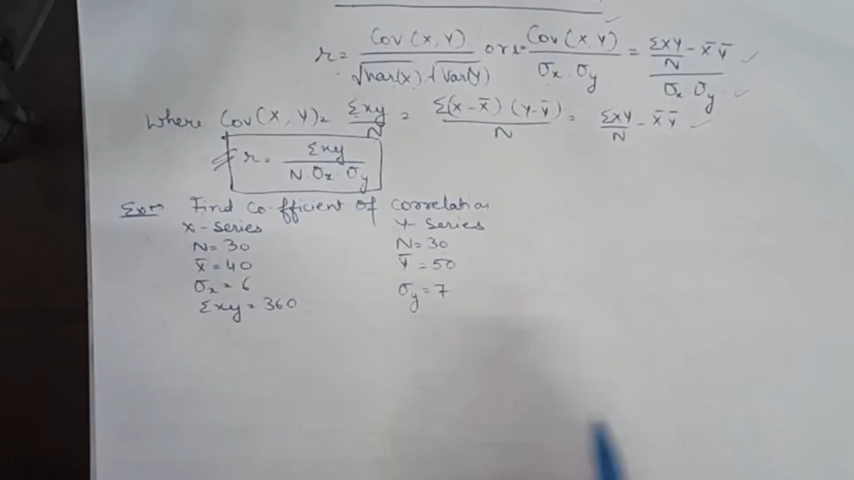 r = Cov(X, Y) / √var(X) √Var(Y) or r = Cov(X, Y) / σx . σy = ΣXY/N - X̄ Ȳ / σx σy
Where Cov(X, Y) = Σxy/N = Σ(X - X̄) (Y - Ȳ) / N = ΣXY/N - X̄ Ȳ
r = Σxy / N. σx . σy
Exm Find Co-fficient of correlation
X - Series Y - Series
N = 30 N = 30
X̄ = 40 Ȳ = 50
σx = 6 σy = 7
Σxy = 360